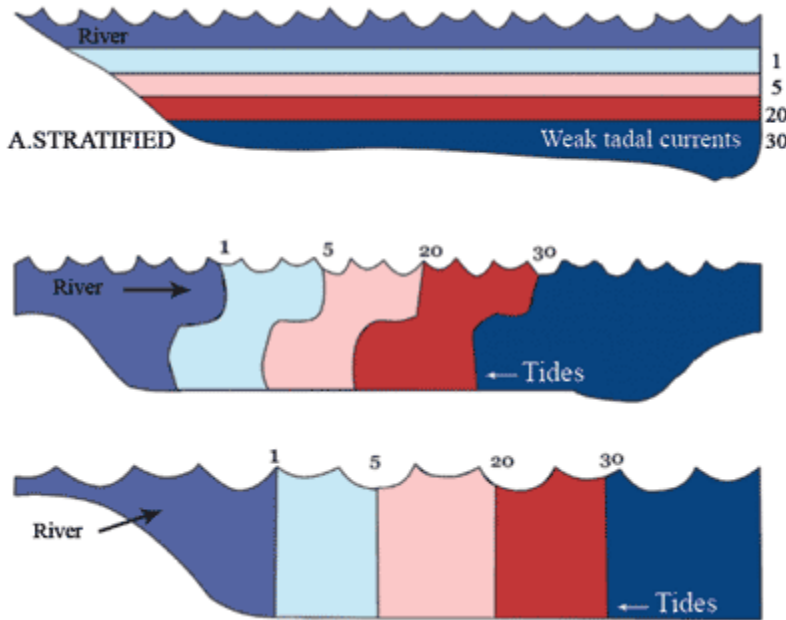 River
1
5
20
A.STRATIFIED Weak tadal currents 30
1 5 20 30
River
Tides
1 5 20 30
River
Tides